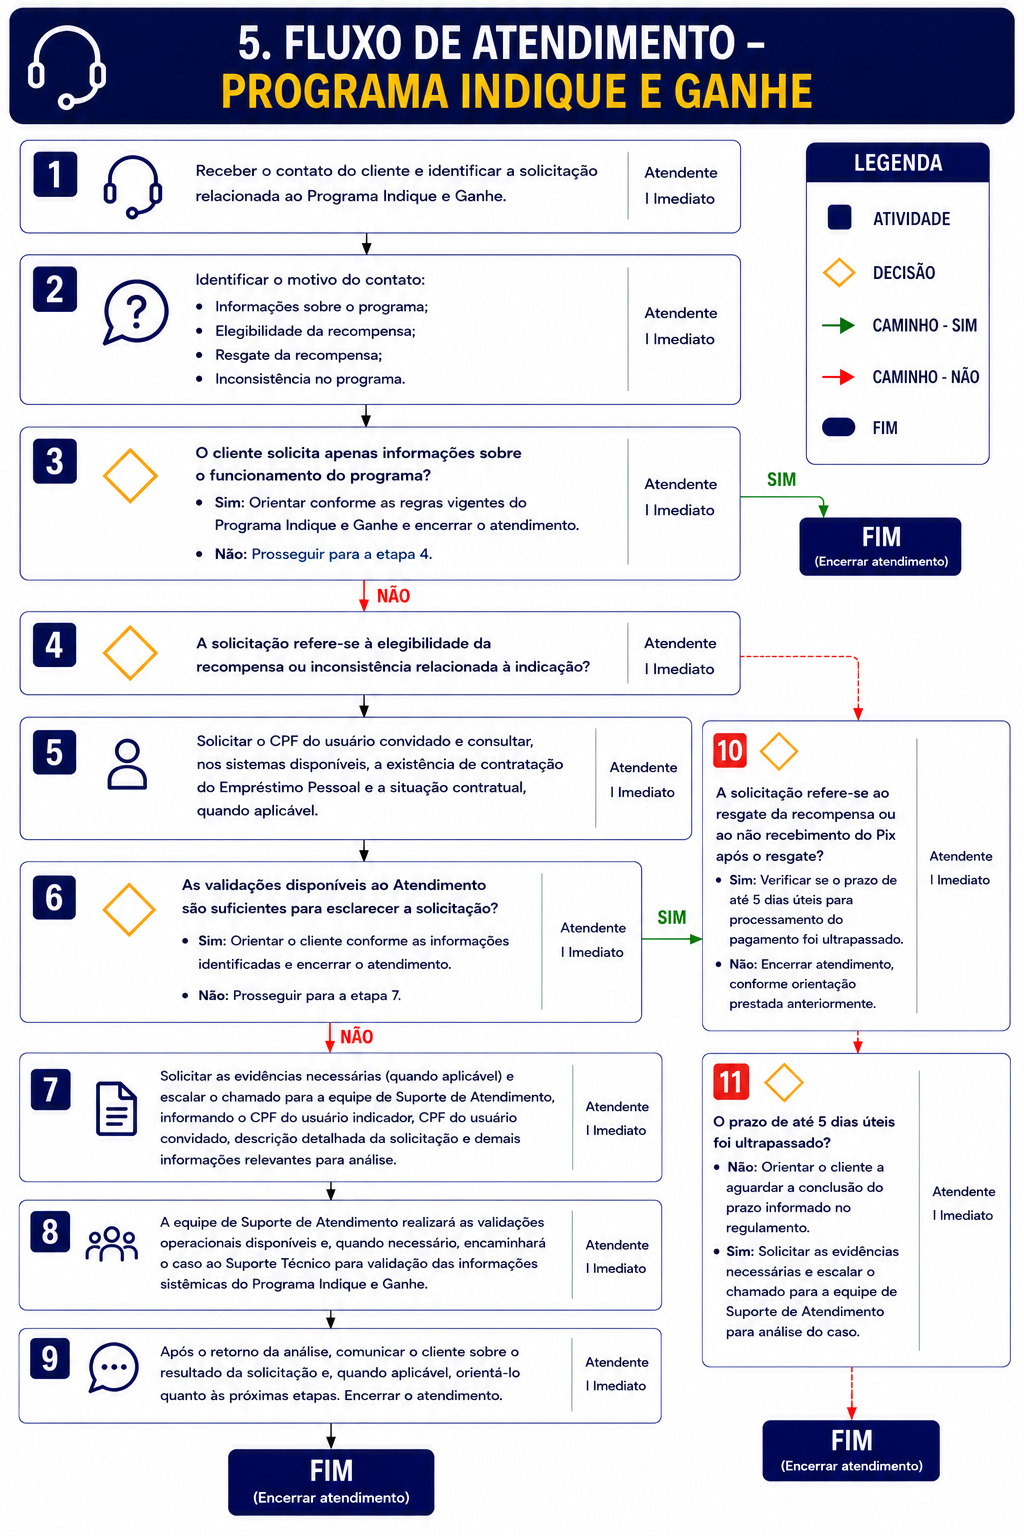 5. FLUXO DE ATENDIMENTO –
PROGRAMA INDIQUE E GANHE
1
Receber o contato do cliente e identificar a solicitação
relacionada ao Programa Indique e Ganhe.
Atendente
| Imediato
LEGENDA
ATIVIDADE
DECISÃO
CAMINHO - SIM
CAMINHO - NÃO
FIM
2
Identificar o motivo do contato:
• Informações sobre o programa;
• Elegibilidade da recompensa;
• Resgate da recompensa;
• Inconsistência no programa.
Atendente
| Imediato
3
O cliente solicita apenas informações sobre
o funcionamento do programa?
• Sim: Orientar conforme as regras vigentes do
Programa Indique e Ganhe e encerrar o atendimento.
• Não: Prosseguir para a etapa 4.
Atendente
| Imediato
SIM
FIM
(Encerrar atendimento)
NÃO
4
A solicitação refere-se à elegibilidade da
recompensa ou inconsistência relacionada à indicação?
Atendente
| Imediato
5
Solicitar o CPF do usuário convidado e consultar,
nos sistemas disponíveis, a existência de contratação
do Empréstimo Pessoal e a situação contratual,
quando aplicável.
Atendente
| Imediato
6
As validações disponíveis ao Atendimento
são suficientes para esclarecer a solicitação?
• Sim: Orientar o cliente conforme as informações
identificadas e encerrar o atendimento.
• Não: Prosseguir para a etapa 7.
Atendente
| Imediato
SIM
NÃO
10
A solicitação refere-se ao
resgate da recompensa ou
ao não recebimento do Pix
após o resgate?
• Sim: Verificar se o prazo de
até 5 dias úteis para
processamento do
pagamento foi ultrapassado.
• Não: Encerrar atendimento,
conforme orientação
prestada anteriormente.
Atendente
| Imediato
7
Solicitar as evidências necessárias (quando aplicável) e
escalar o chamado para a equipe de Suporte de Atendimento,
informando o CPF do usuário indicador, CPF do usuário
convidado, descrição detalhada da solicitação e demais
informações relevantes para análise.
Atendente
| Imediato
8
A equipe de Suporte de Atendimento realizará as validações
operacionais disponíveis e, quando necessário, encaminhará
o caso ao Suporte Técnico para validação das informações
sistêmicas do Programa Indique e Ganhe.
Atendente
| Imediato
9
Após o retorno da análise, comunicar o cliente sobre o
resultado da solicitação e, quando aplicável, orientá-lo
quanto às próximas etapas. Encerrar o atendimento.
Atendente
| Imediato
FIM
(Encerrar atendimento)
11
O prazo de até 5 dias úteis
foi ultrapassado?
• Não: Orientar o cliente a
aguardar a conclusão do
prazo informado no
regulamento.
• Sim: Solicitar as evidências
necessárias e escalar o
chamado para a equipe de
Suporte de Atendimento
para análise do caso.
Atendente
| Imediato
FIM
(Encerrar atendimento)